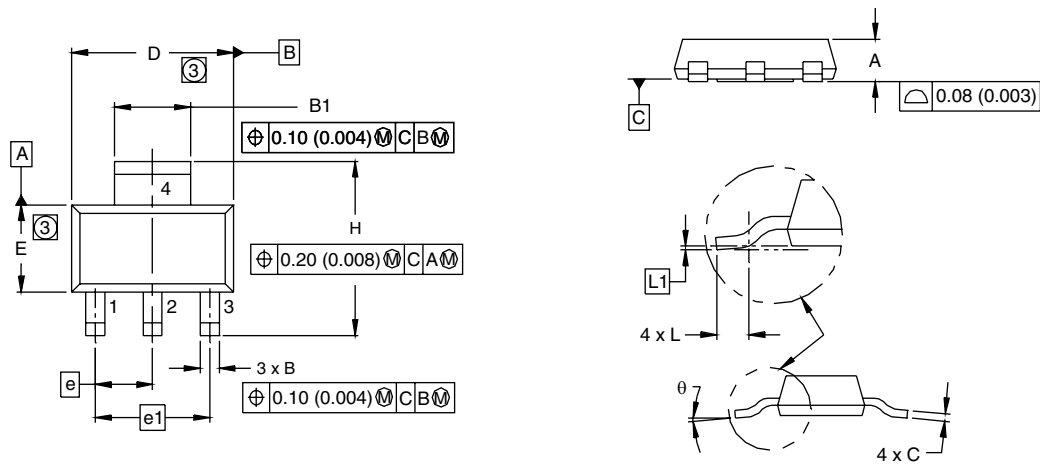 D
③
B
B1
⌖ 0.10 (0.004) Ⓜ C B Ⓜ
A
4
③
E
H
⌖ 0.20 (0.008) Ⓜ C A Ⓜ
1
2
3
3 x B
e
⌖ 0.10 (0.004) Ⓜ C B Ⓜ
e1
A
C
⌓ 0.08 (0.003)
L1
4 x L
θ
4 x C